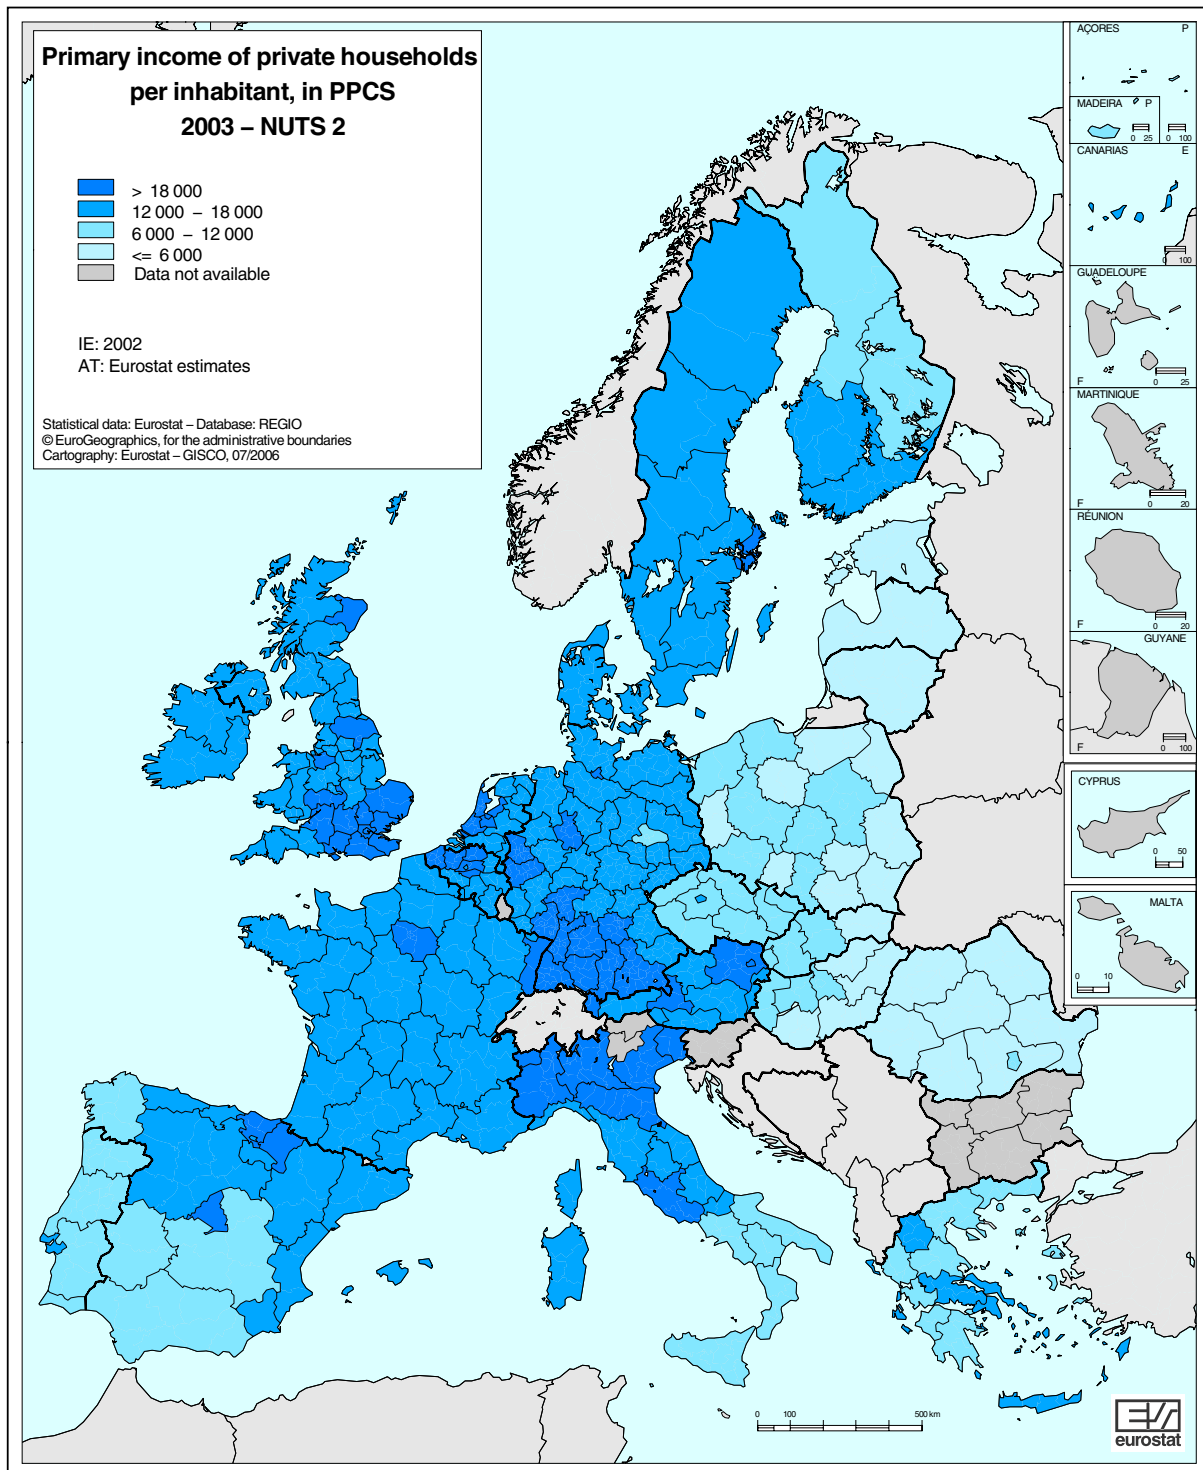 Primary income of private households
per inhabitant, in PPCS
2003 – NUTS 2
> 18 000
12 000 – 18 000
6 000 – 12 000
<= 6 000
Data not available
IE: 2002
AT: Eurostat estimates
Statistical data: Eurostat – Database: REGIO
© EuroGeographics, for the administrative boundaries
Cartography: Eurostat – GISCO, 07/2006
AÇORES P
MADEIRA P
0 25 0 100
CANARIAS E
0 100
GUADELOUPE
F 0 25
MARTINIQUE
F 0 20
RÉUNION
F 0 20
GUYANE
F 0 100
CYPRUS
0 50
MALTA
0 10
0 100 500 km
eurostat